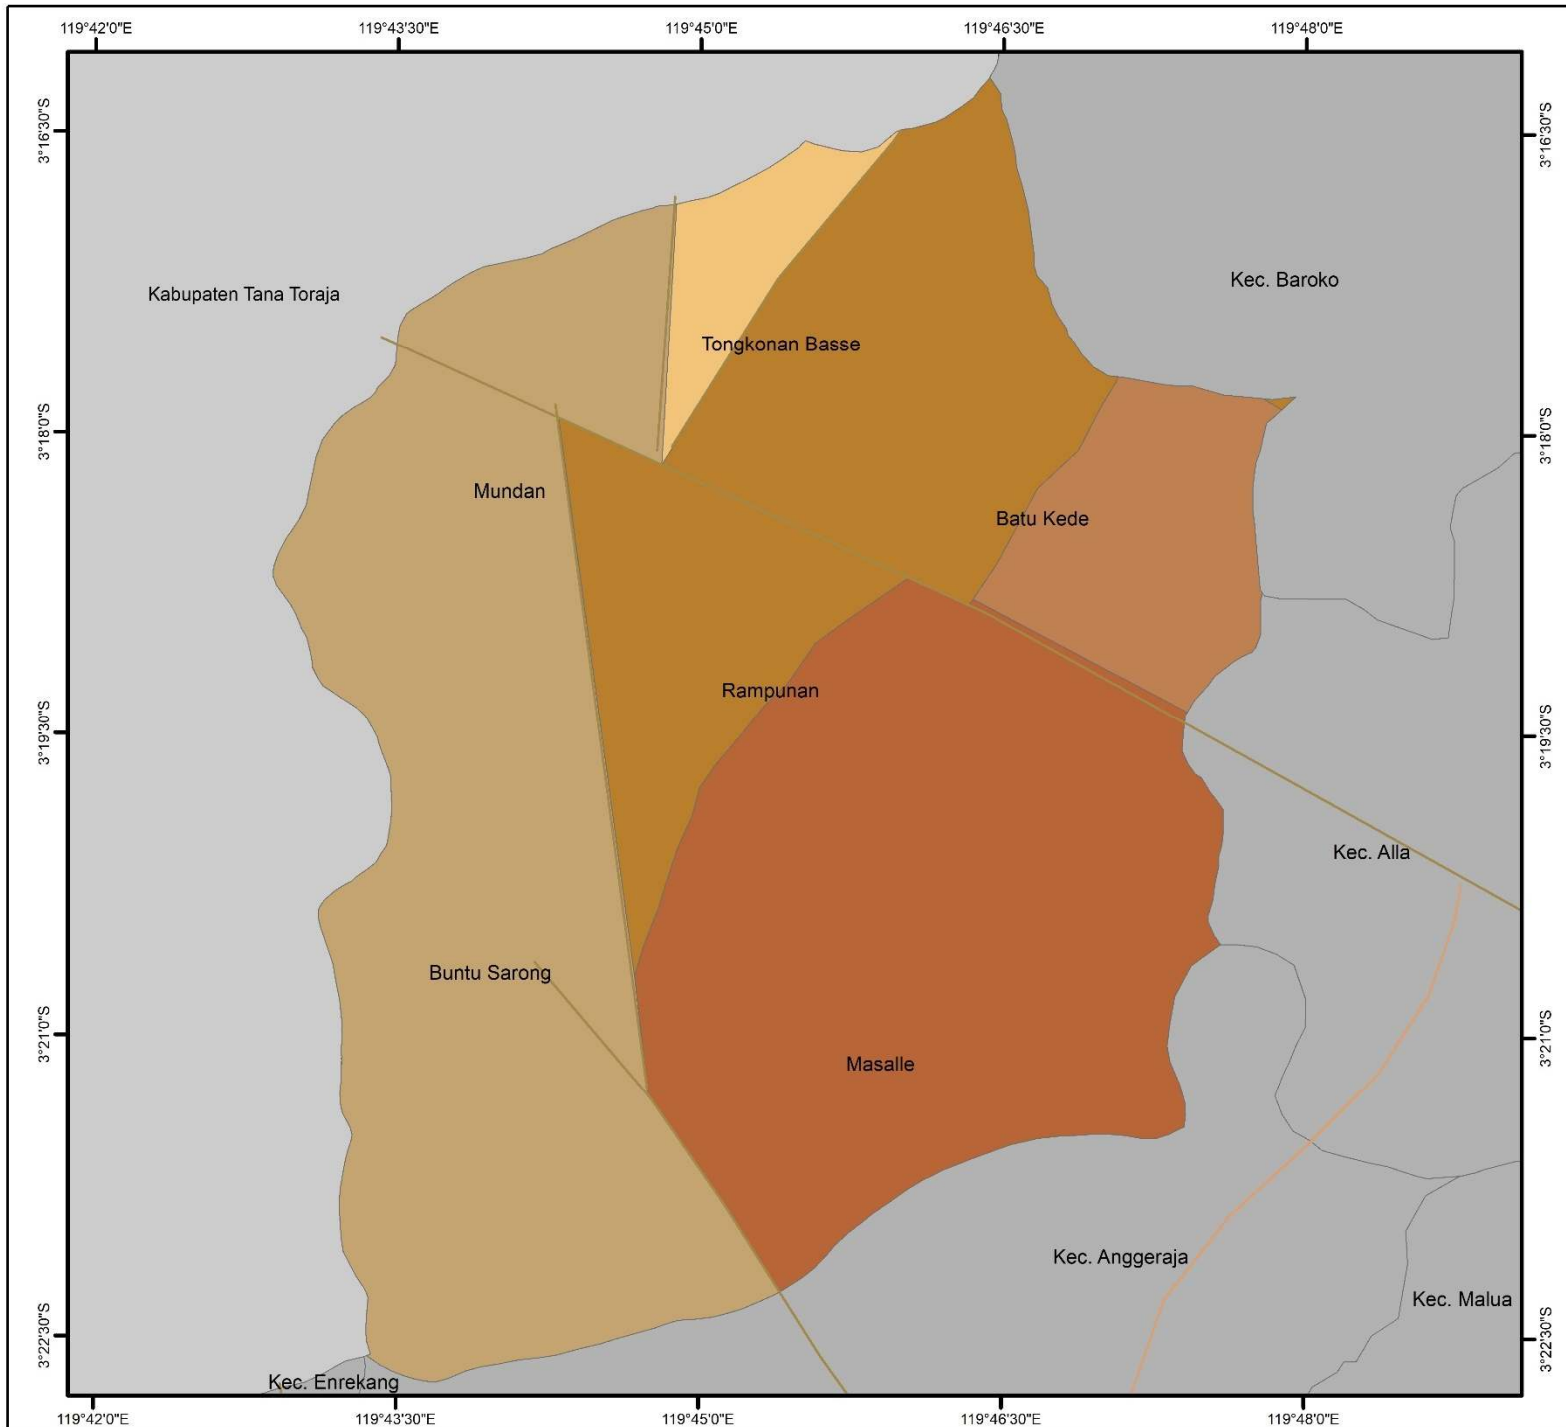 119°42'0"E
119°43'30"E
119°45'0"E
119°46'30"E
119°48'0"E
3°16'30"S
3°16'30"S
Kec. Baroko
Kabupaten Tana Toraja
Tongkonan Basse
3°18'0"S
3°18'0"S
Mundan
Batu Kede
Rampunan
3°19'30"S
3°19'30"S
Kec. Alla
Buntu Sarong
3°21'0"S
3°21'0"S
Masalle
Kec. Anggeraja
Kec. Malua
3°22'30"S
3°22'30"S
Kec. Enrekang
119°42'0"E
119°43'30"E
119°45'0"E
119°46'30"E
119°48'0"E